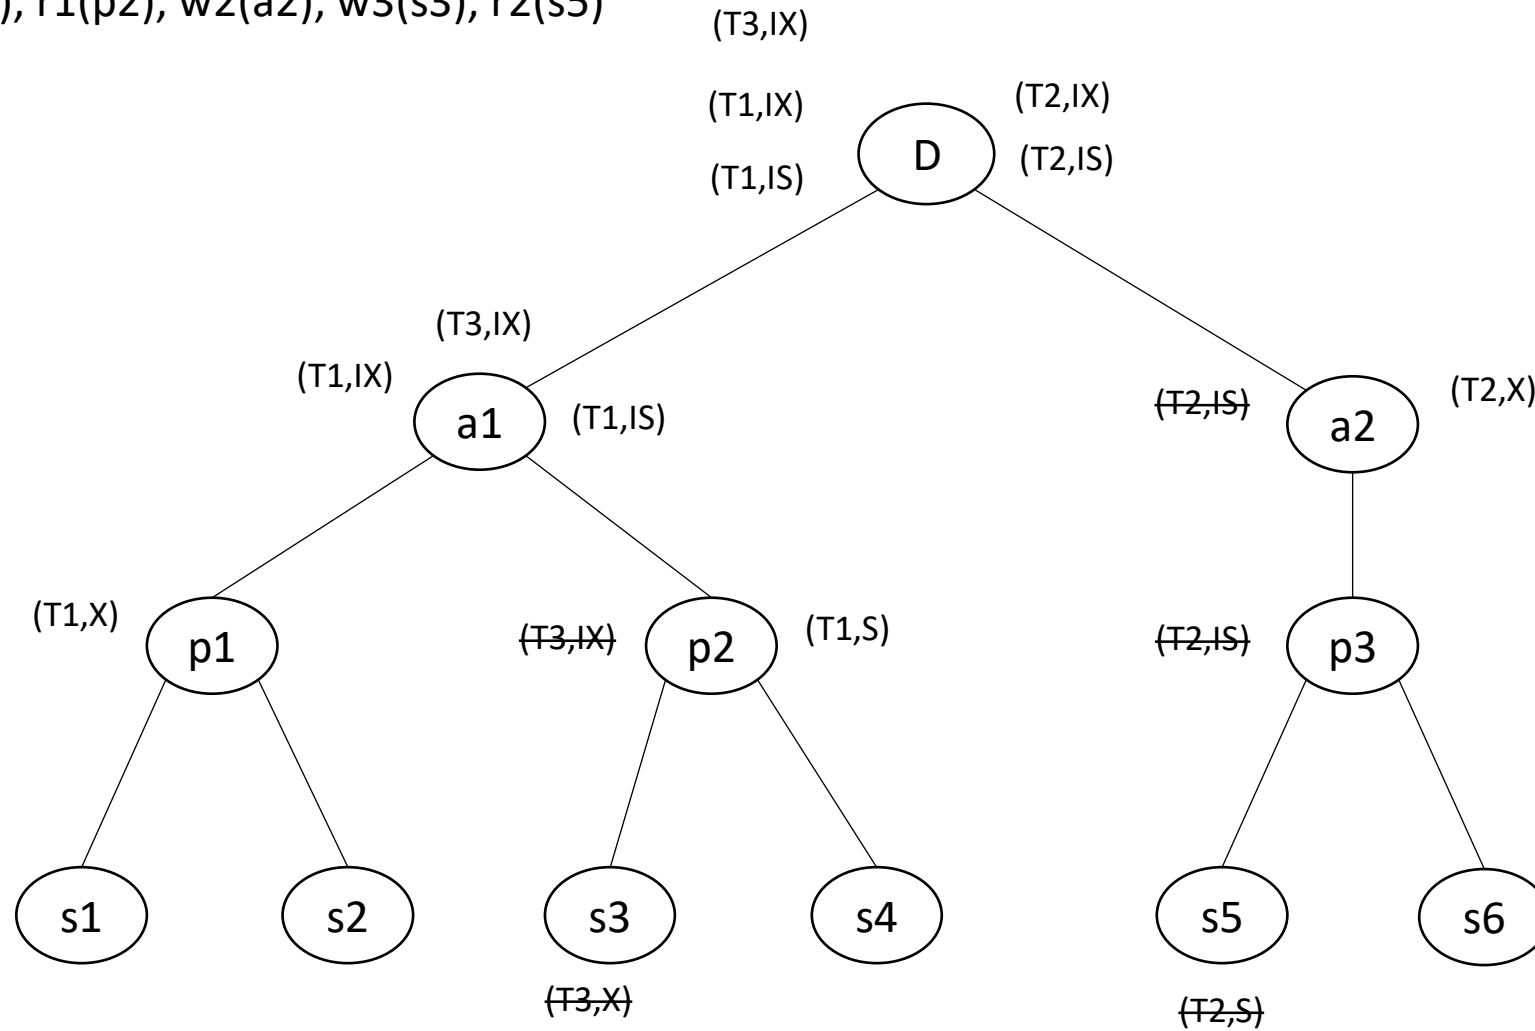 ), r1(p2), w2(a2), w3(s3), r2(s5)
(T3,IX)
(T1,IX)
(T2,IX)
D
(T1,IS)
(T2,IS)
(T3,IX)
(T1,IX)
a1
(T1,IS)
(T2,IS)
a2
(T2,X)
(T1,X)
p1
(T3,IX)
p2
(T1,S)
(T2,IS)
p3
s1
s2
s3
s4
s5
s6
(T3,X)
(T2,S)